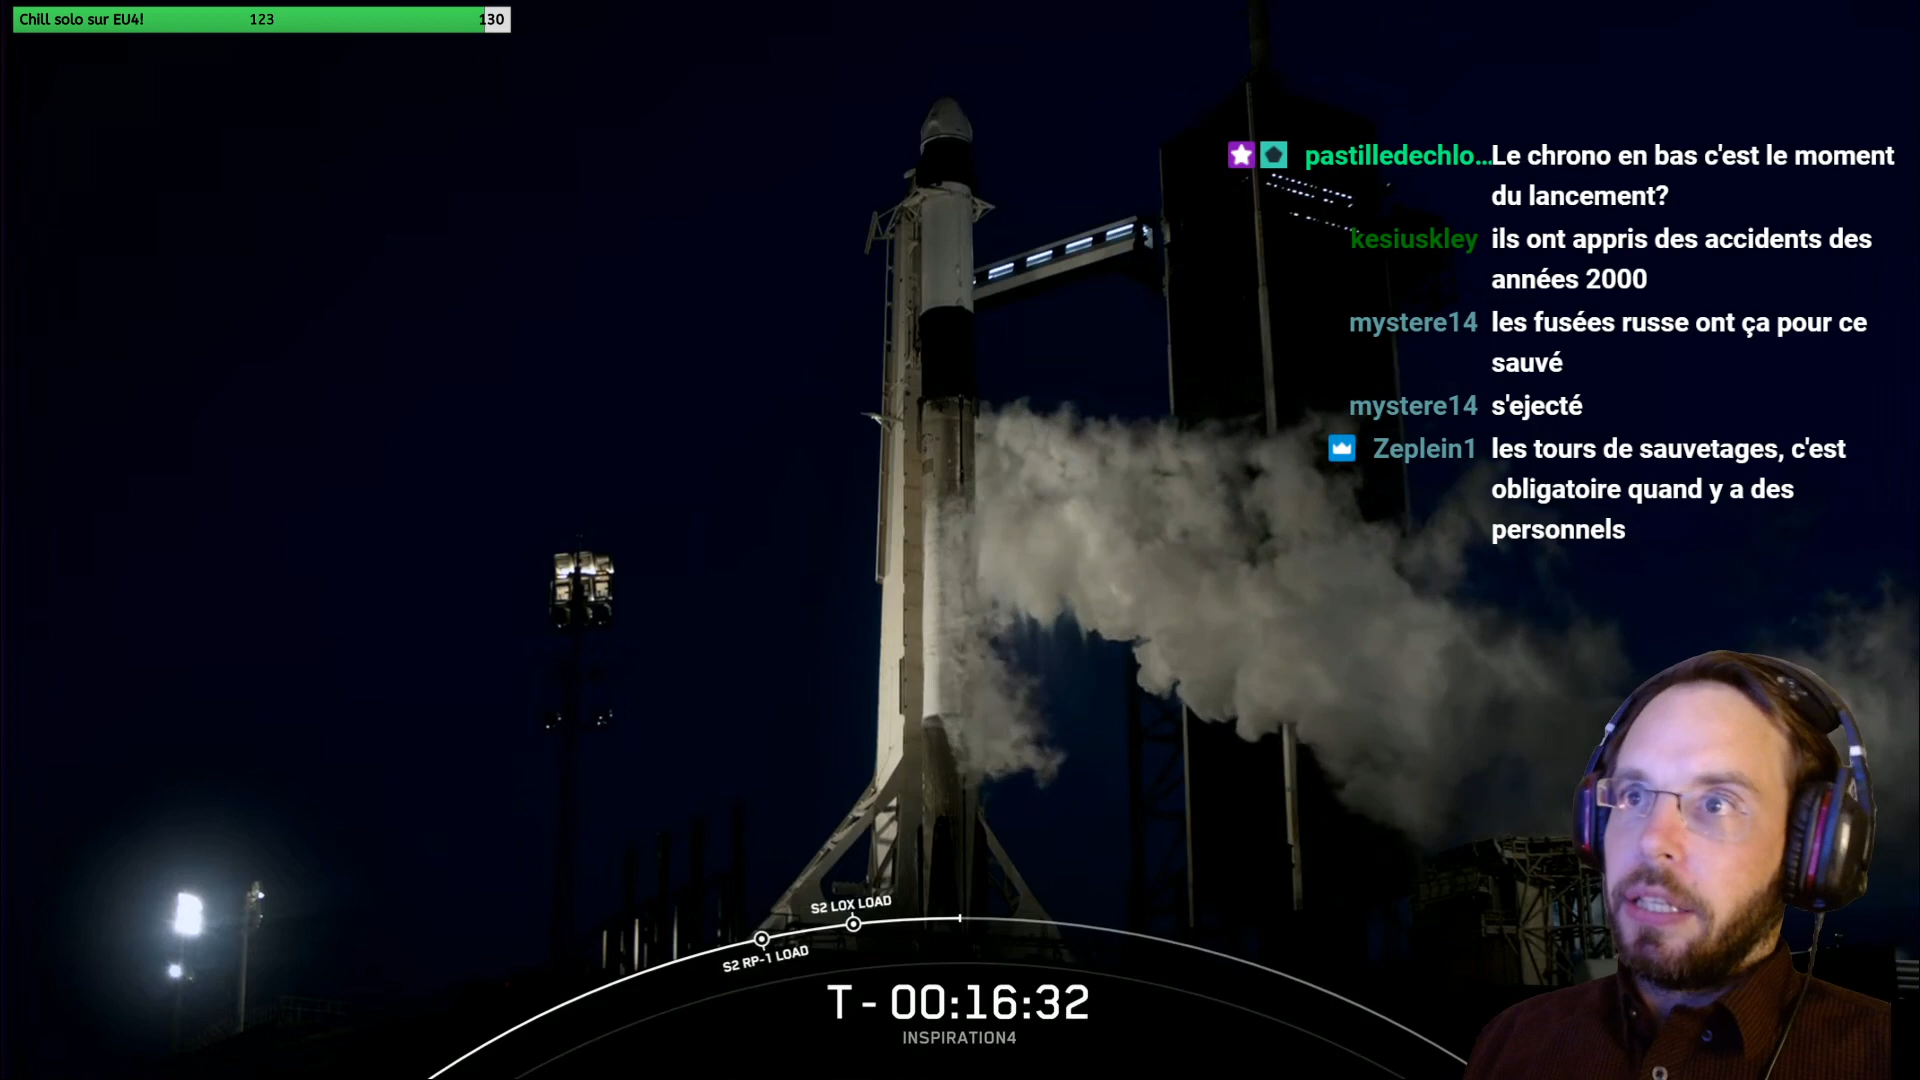 Chill solo sur EU4! 123 130
pastilledechlo… Le chrono en bas c'est le moment
du lancement?
kesiuskley ils ont appris des accidents des
années 2000
mystere14 les fusées russe ont ça pour ce
sauvé
mystere14 s'ejecté
Zeplein1 les tours de sauvetages, c'est
obligatoire quand y a des
personnels
S2 LOX LOAD
S2 RP-1 LOAD
T - 00:16:32
INSPIRATION4